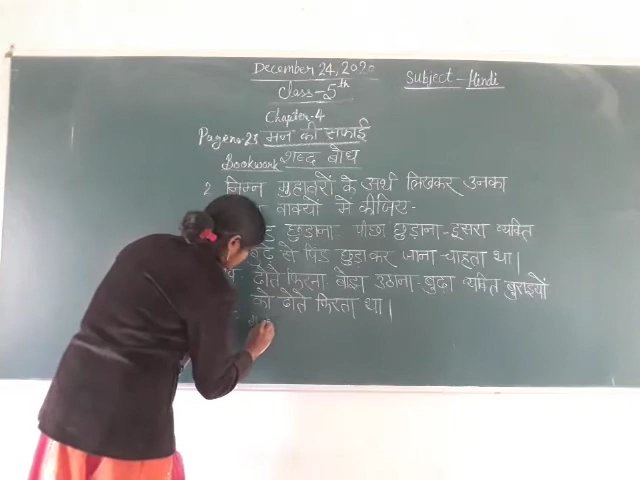 December 24, 2020
Subject - Hindi
Class - 5th
Chapter-4
Page no-23 मन की सफाई
Bookwork शब्द बोध
2 निम्न मुहावरों के अर्थ लिखकर उनका
वाक्यों में कीजिए-
छुड़ाना पीछा छुड़ाना - दूसरा व्यक्ति
से पिंड छुड़ाकर जाना चाहता था।
ढोते फिरना - बोझ उठाना - बुढ़ा व्यक्ति बुराइयों
को ढोते फिरता था।